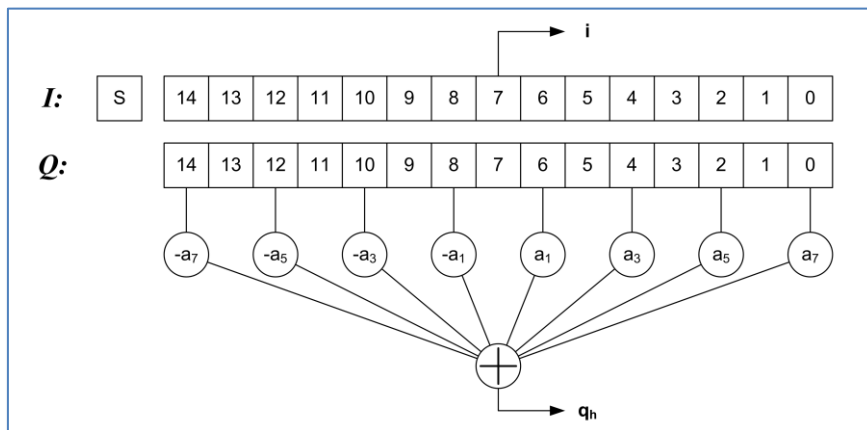 i
I: S 14 13 12 11 10 9 8 7 6 5 4 3 2 1 0
Q: 14 13 12 11 10 9 8 7 6 5 4 3 2 1 0
-a₇ -a₅ -a₃ -a₁ a₁ a₃ a₅ a₇
qₕ